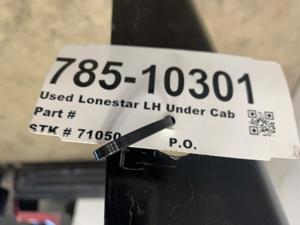 785-10301
Used Lonestar LH Under Cab
Part #
STK # 71050
P.O.